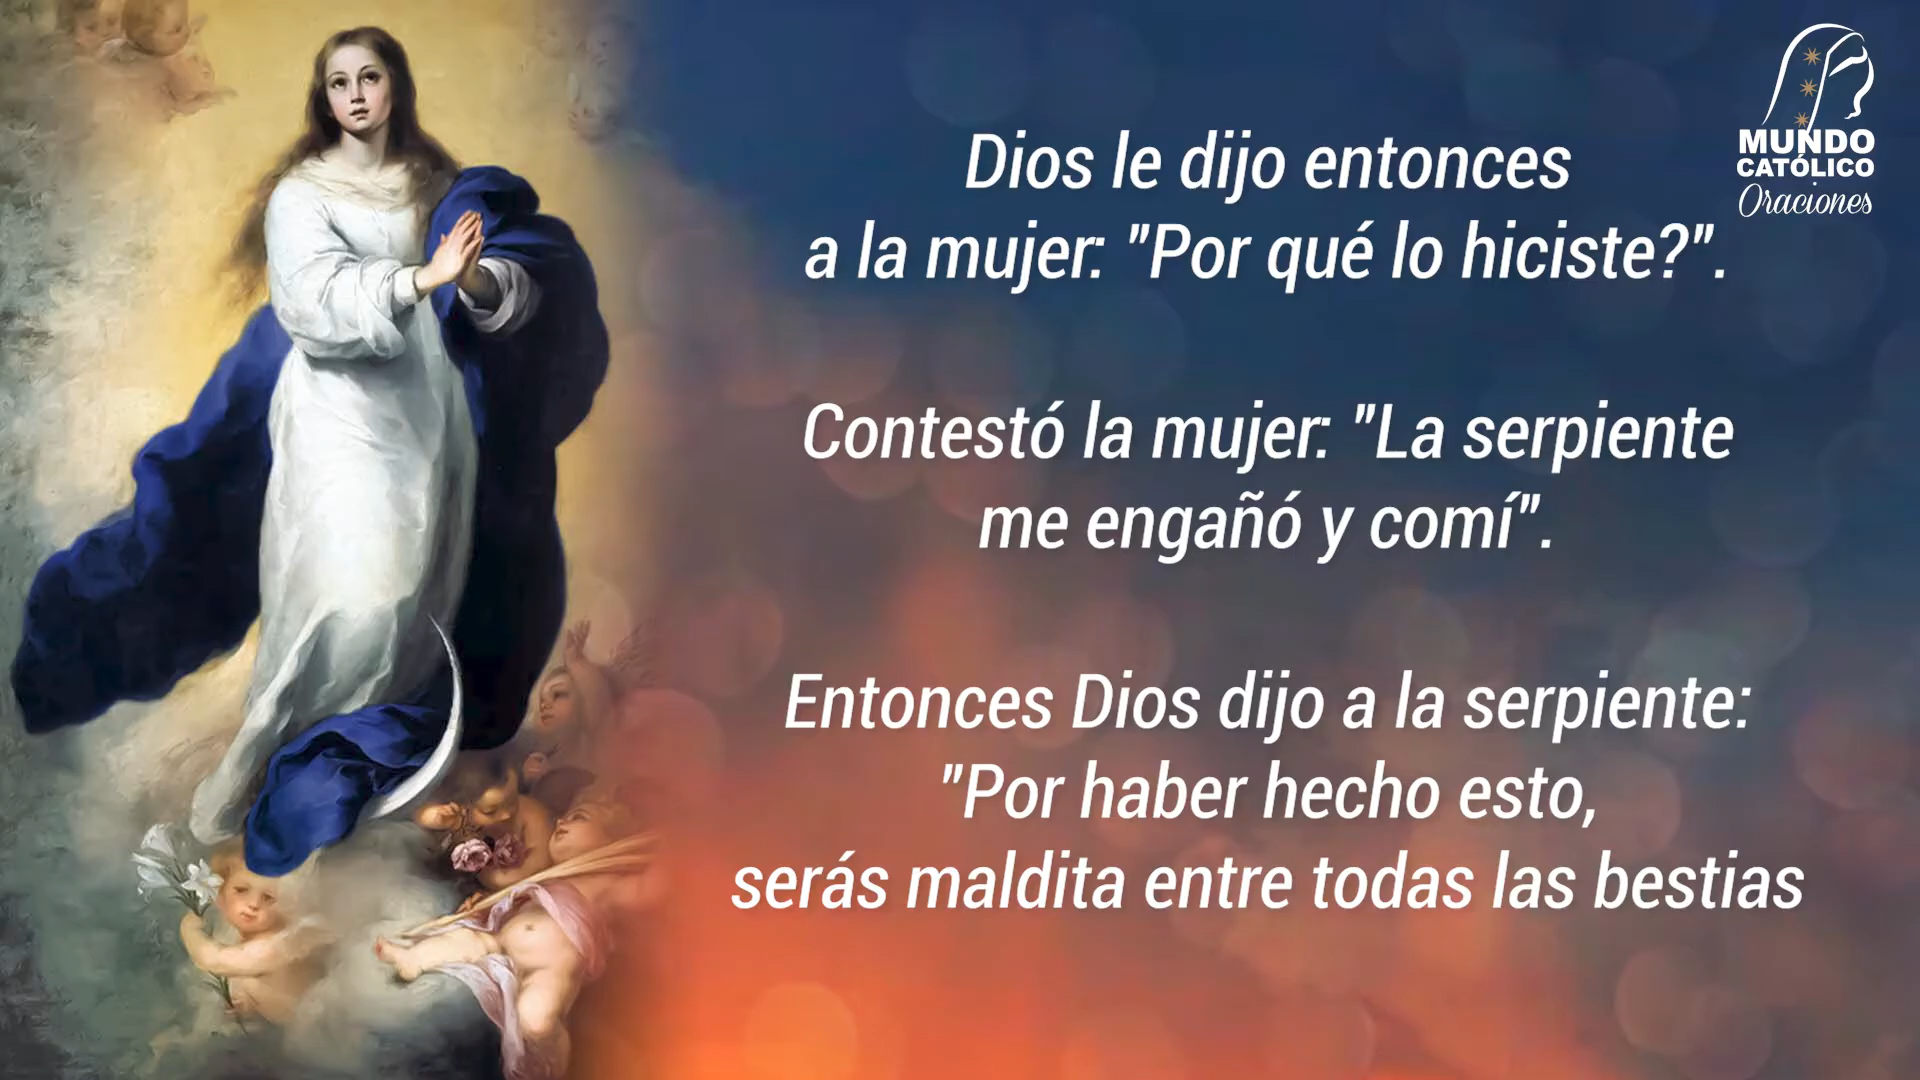 MUNDO
CATÓLICO
Oraciones
Dios le dijo entonces
a la mujer: "Por qué lo hiciste?".
Contestó la mujer: "La serpiente
me engañó y comí".
Entonces Dios dijo a la serpiente:
"Por haber hecho esto,
serás maldita entre todas las bestias